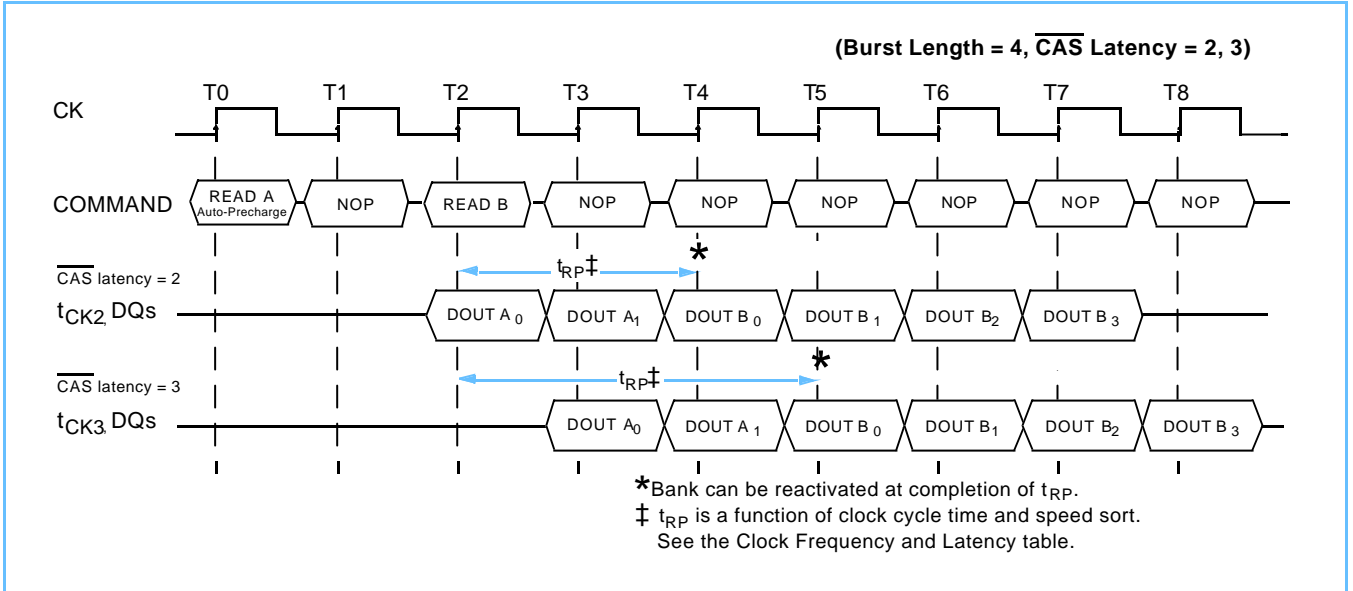 (Burst Length = 4, CAS Latency = 2, 3)
T0 T1 T2 T3 T4 T5 T6 T7 T8
CK
COMMAND READ A Auto-Precharge NOP READ B NOP NOP NOP NOP NOP NOP
tRP‡ *
CAS latency = 2
tCK2, DQs DOUT A0 DOUT A1 DOUT B0 DOUT B1 DOUT B2 DOUT B3
*
CAS latency = 3 tRP‡
tCK3, DQs DOUT A0 DOUT A1 DOUT B0 DOUT B1 DOUT B2 DOUT B3
*Bank can be reactivated at completion of tRP.
‡ tRP is a function of clock cycle time and speed sort.
See the Clock Frequency and Latency table.